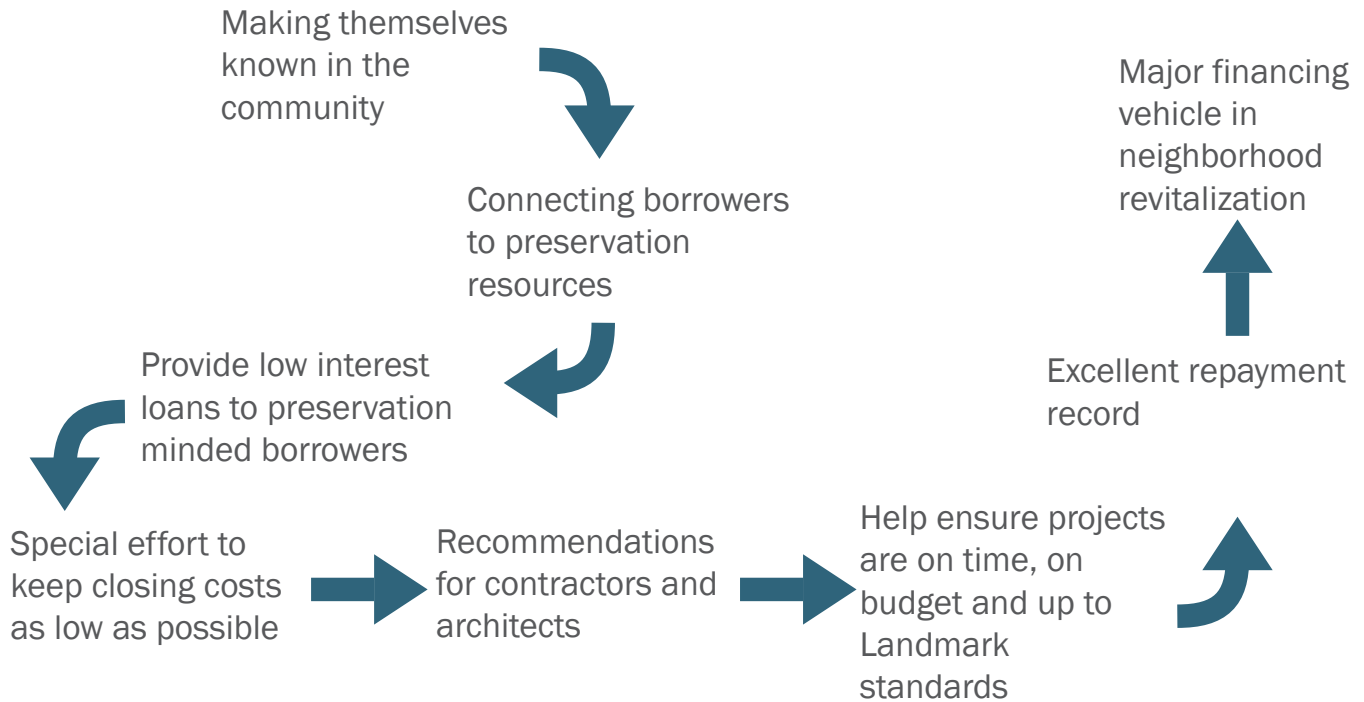 Making themselves
known in the
community
Connecting borrowers
to preservation
resources
Provide low interest
loans to preservation
minded borrowers
Special effort to
keep closing costs
as low as possible
Recommendations
for contractors and
architects
Help ensure projects
are on time, on
budget and up to
Landmark
standards
Excellent repayment
record
Major financing
vehicle in
neighborhood
revitalization